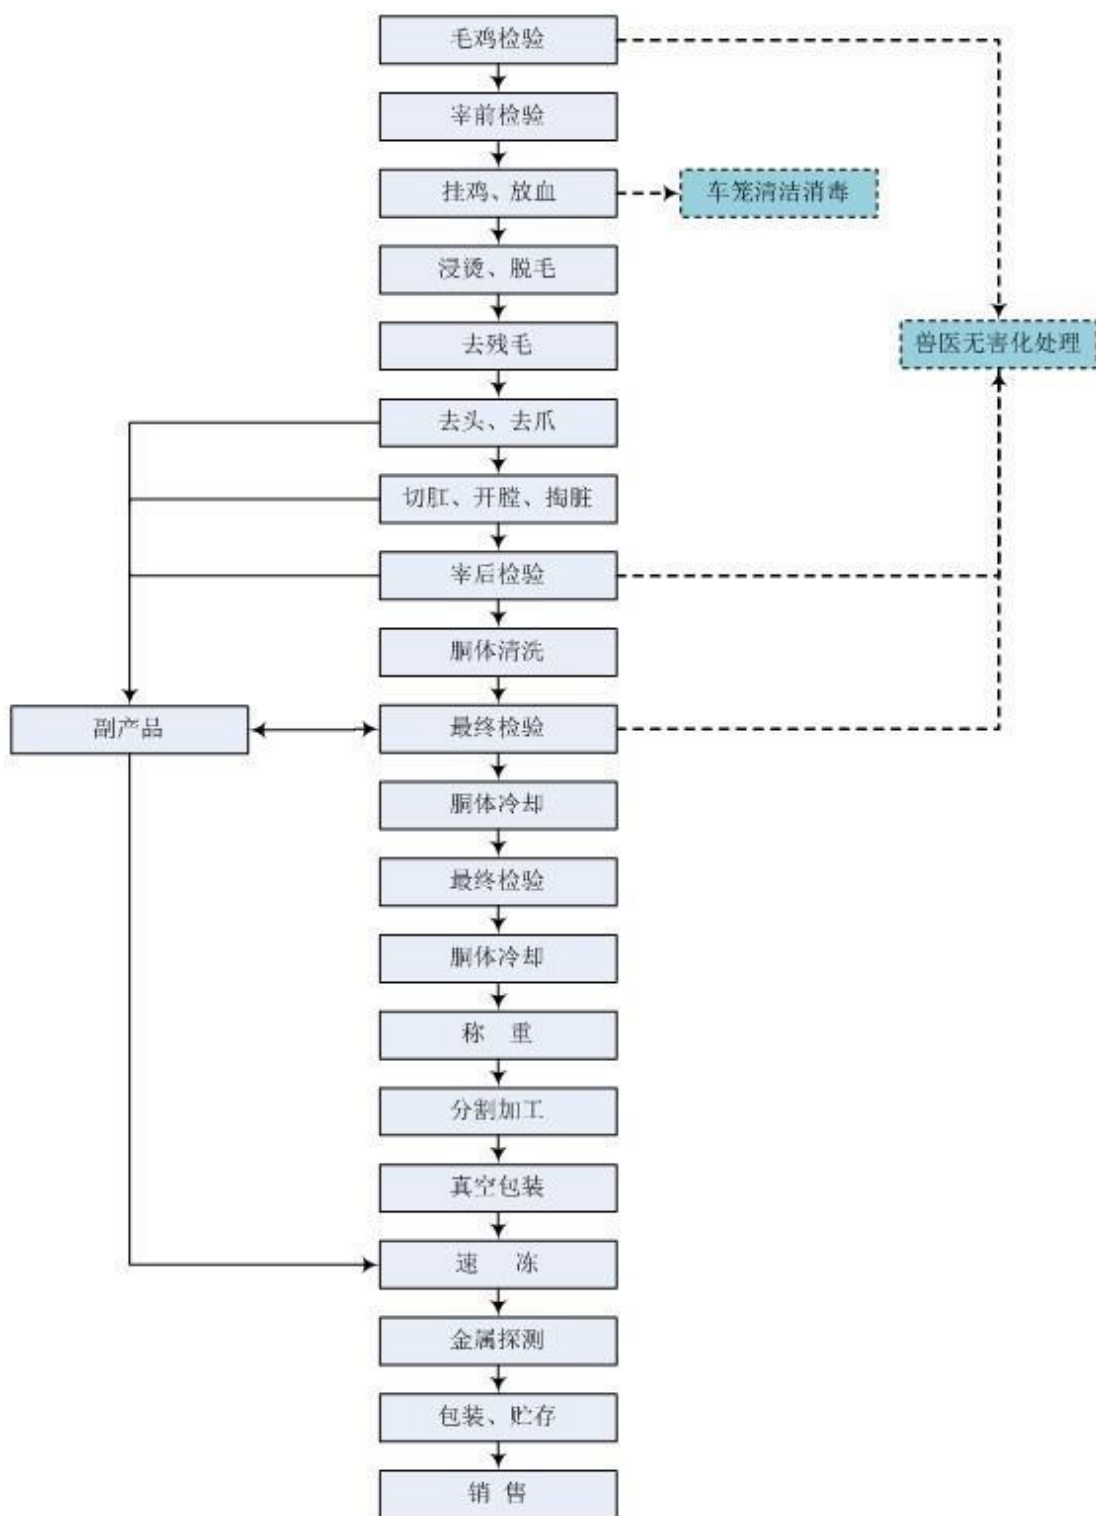 毛鸡检验
宰前检验
挂鸡、放血
车笼清洁消毒
浸烫、脱毛
去残毛
兽医无害化处理
去头、去爪
切肛、开膛、掏脏
宰后检验
胴体清洗
副产品
最终检验
胴体冷却
最终检验
胴体冷却
称 重
分割加工
真空包装
速 冻
金属探测
包装、贮存
销 售